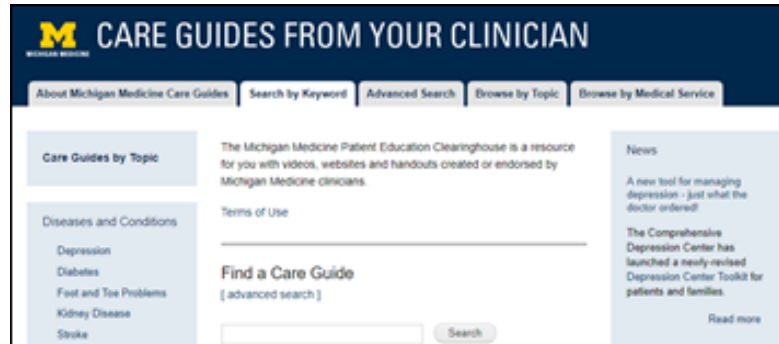 CARE GUIDES FROM YOUR CLINICIAN
M
MICHIGAN MEDICINE
About Michigan Medicine Care Guides
Search by Keyword
Advanced Search
Browse by Topic
Browse by Medical Service
Care Guides by Topic
Diseases and Conditions
Depression
Diabetes
Foot and Toe Problems
Kidney Disease
Stroke
The Michigan Medicine Patient Education Clearinghouse is a resource
for you with videos, websites and handouts created or endorsed by
Michigan Medicine clinicians.
Terms of Use
Find a Care Guide
[ advanced search ]
Search
News
A new tool for managing
depression - just what the
doctor ordered!
The Comprehensive
Depression Center has
launched a newly-revised
Depression Center Toolkit for
patients and families.
Read more